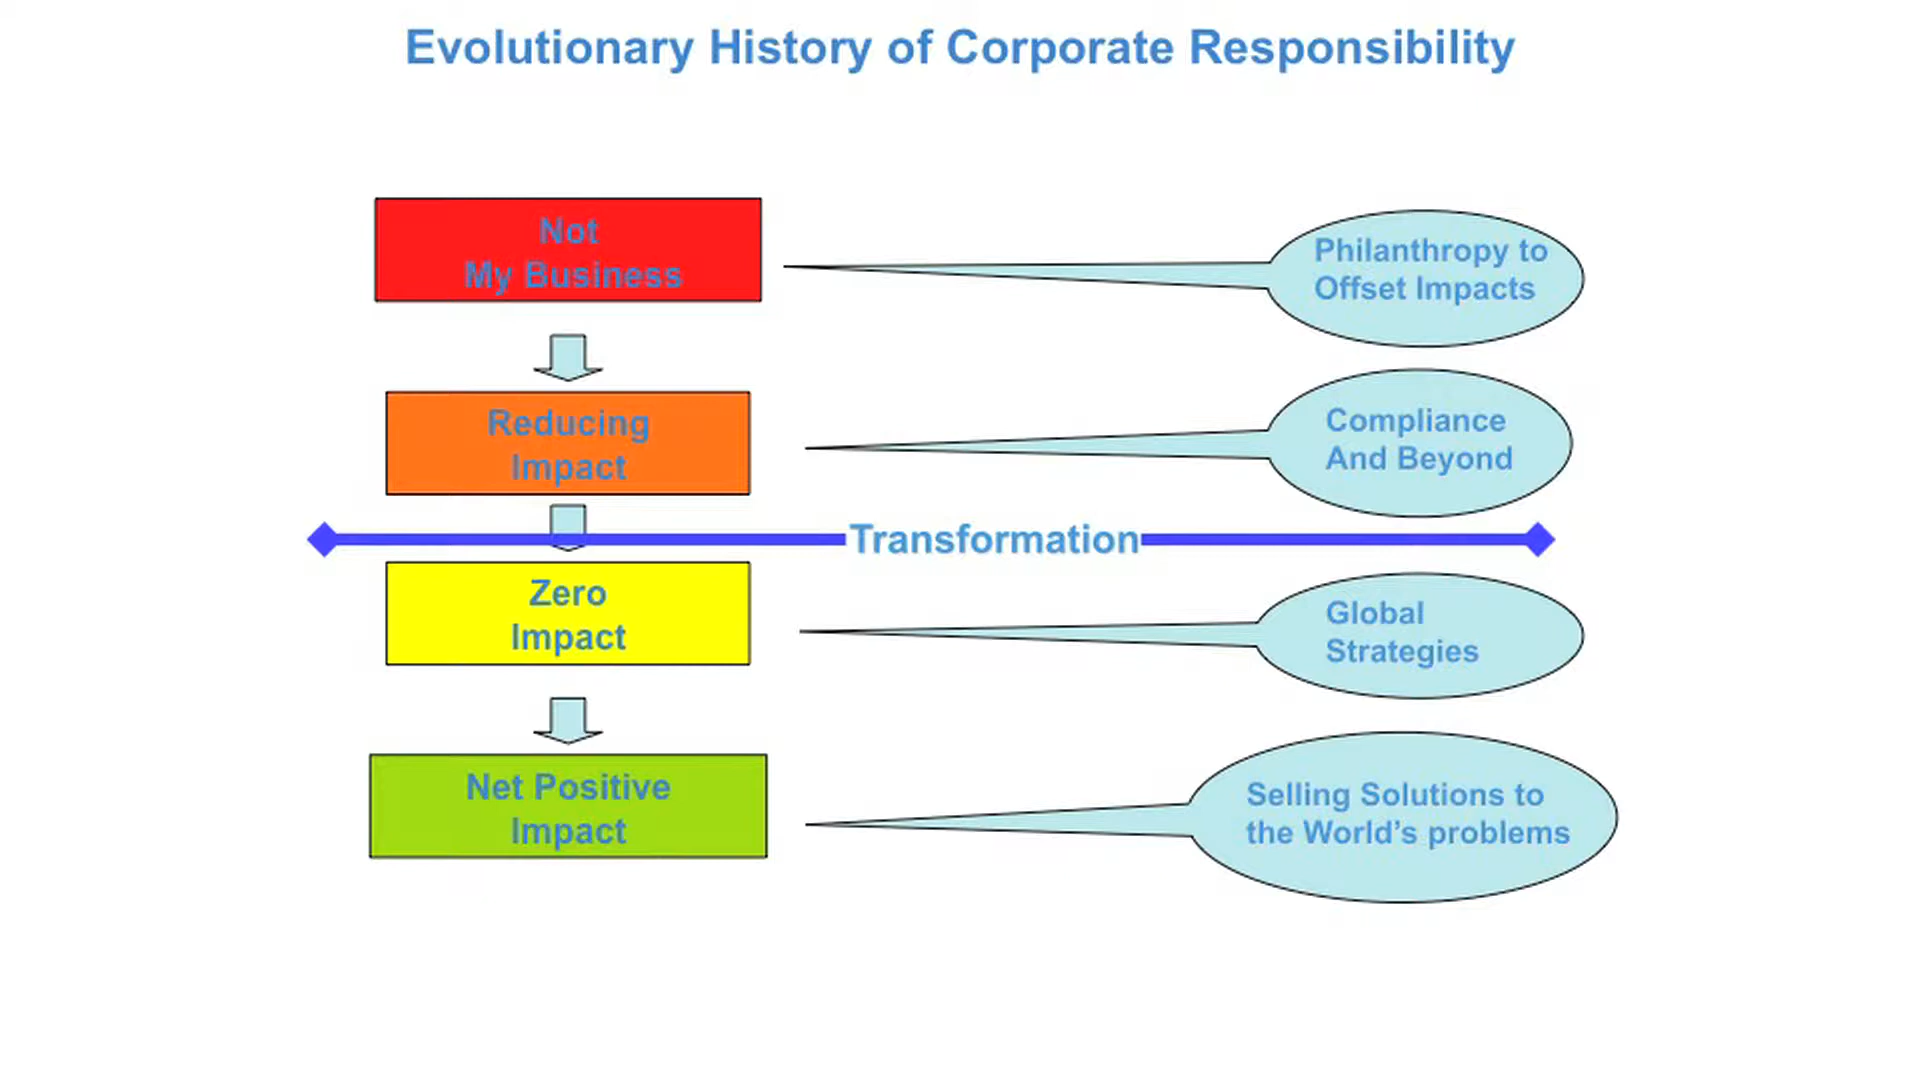 Evolutionary History of Corporate Responsibility
Not
My Business
Philanthropy to
Offset Impacts
Reducing
Impact
Compliance
And Beyond
Transformation
Zero
Impact
Global
Strategies
Net Positive
Impact
Selling Solutions to
the World’s problems